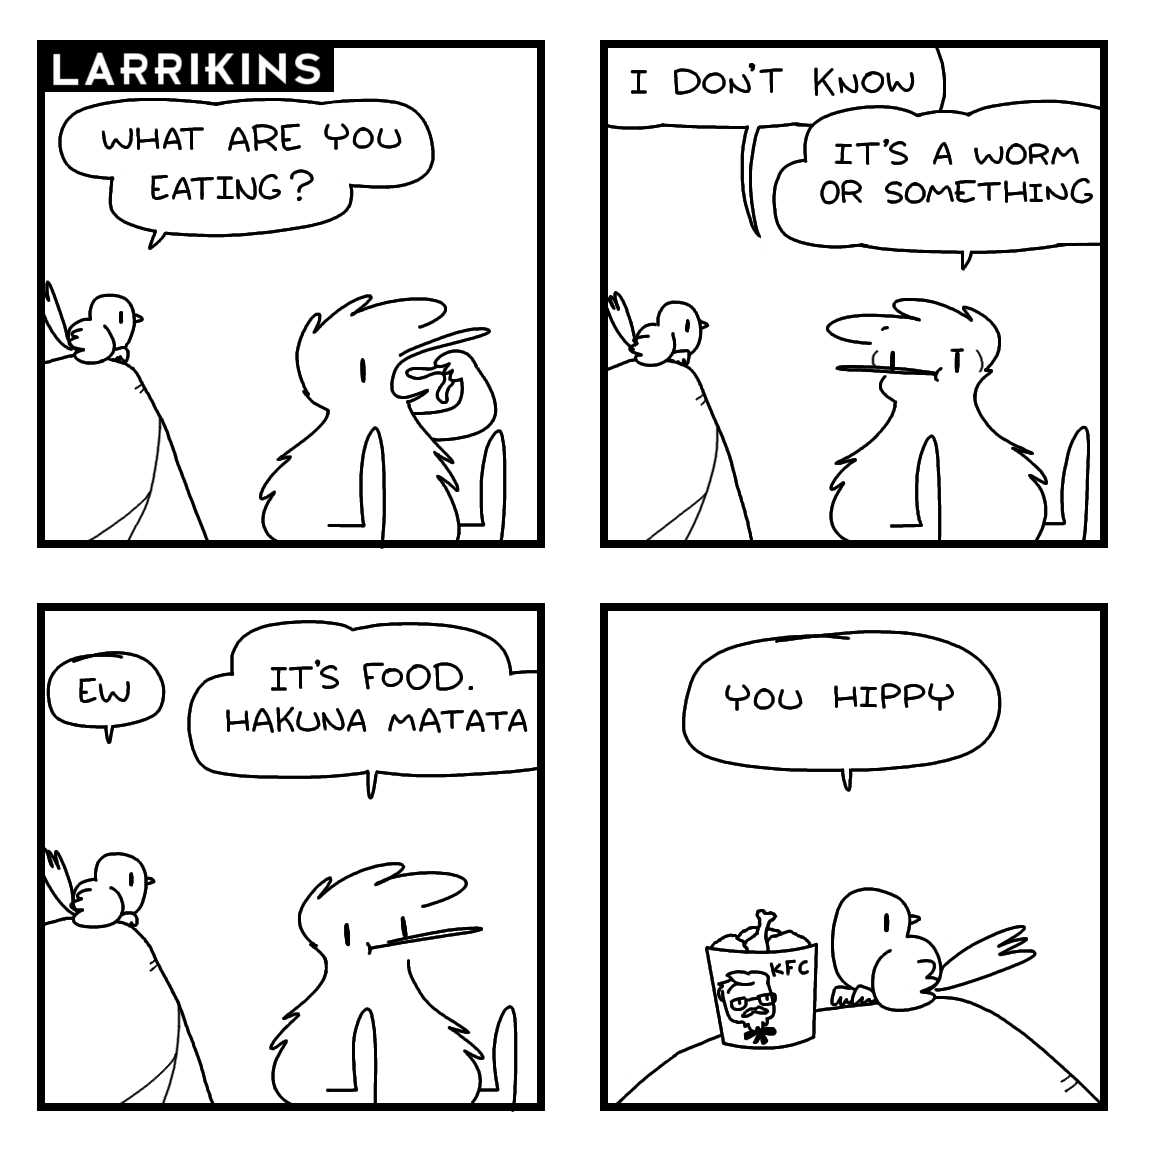 LARRIKINS
WHAT ARE YOU
EATING?
I DON'T KNOW
IT'S A WORM
OR SOMETHING
EW
IT'S FOOD.
HAKUNA MATATA
YOU HIPPY
KFC